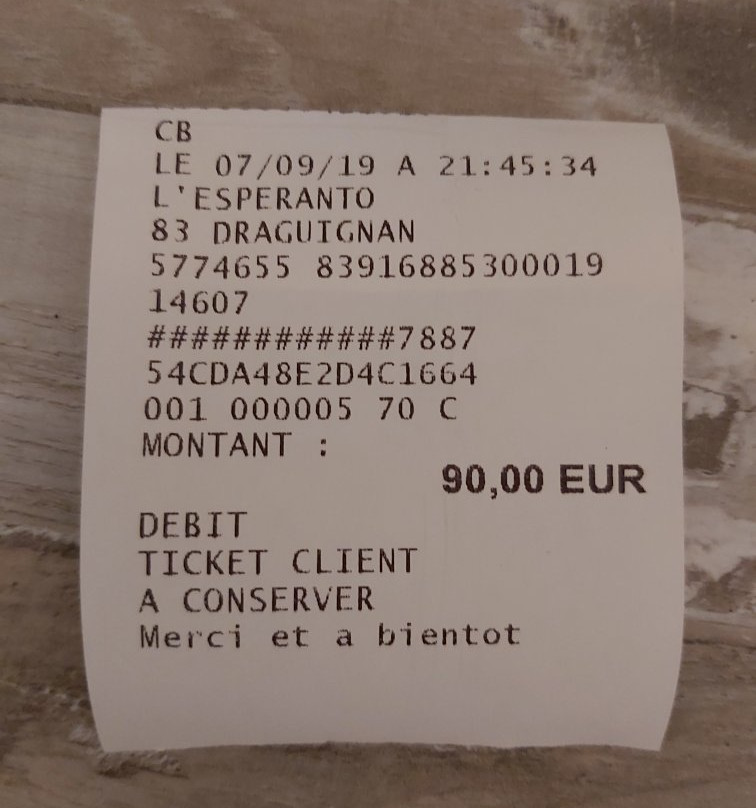 CB
LE 07/09/19 A 21:45:34
L'ESPERANTO
83 DRAGUIGNAN
5774655 83916885300019
14607
############7887
54CDA48E2D4C1664
001 000005 70 C
MONTANT :
90,00 EUR
DEBIT
TICKET CLIENT
A CONSERVER
Merci et a bientot